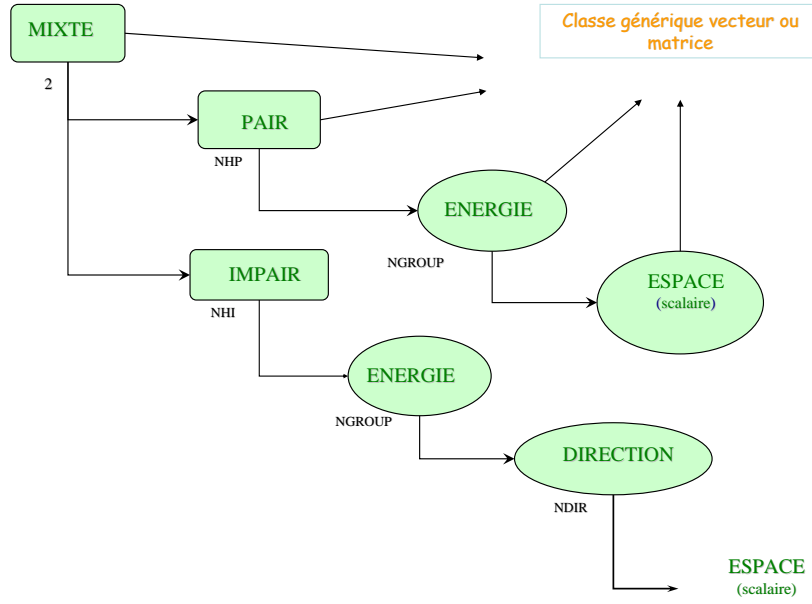 MIXTE
Classe générique vecteur ou
matrice
2
PAIR
NHP
ENERGIE
NGROUP
IMPAIR
NHI
ESPACE
(scalaire)
ENERGIE
NGROUP
DIRECTION
NDIR
ESPACE
(scalaire)